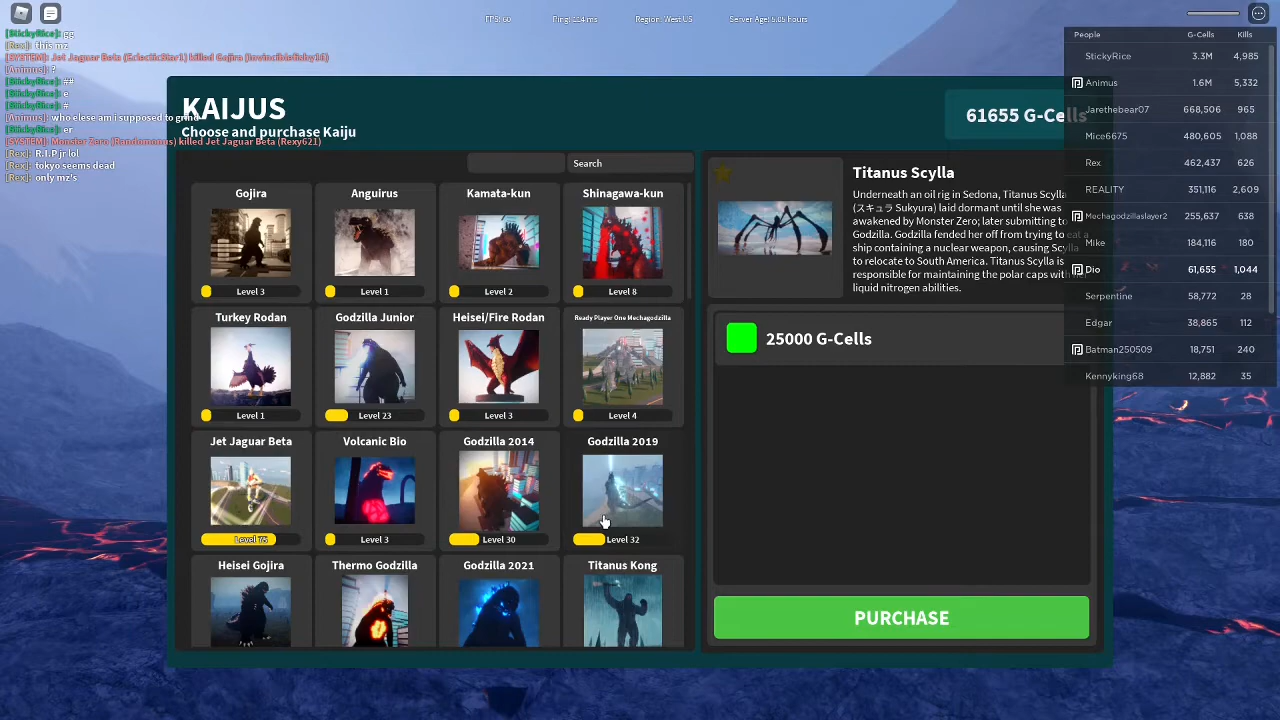 FPS: 60
Ping: 224 ms
Region: West US
Server Age: 5.05 hours
[StickyRice]: gg
[Rex]: this mz
[SYSTEM]: Jet Jaguar Beta (EclecticStar1) killed Gojira
[Animus]: ?
[StickyRice]: ##
[StickyRice]: e
[StickyRice]: #
[Animus]: who elese am i supposed to grind
[StickyRice]: er
[SYSTEM]: Monster Zero killed Jet Jaguar Beta (Rexy621)
[Rex]: R.I.P jr lol
[Rex]: tokyo seems dead
[Rex]: only mz's
KAIJUS
Choose and purchase Kaiju
61655 G-Cells
Search
Gojira
Level 3
Anguirus
Level 1
Kamata-kun
Level 2
Shinagawa-kun
Level 8
Turkey Rodan
Level 1
Godzilla Junior
Level 23
Heisei/Fire Rodan
Level 3
Ready Player One Mechagodzilla
Level 4
Jet Jaguar Beta
Level 75
Volcanic Bio
Level 3
Godzilla 2014
Level 30
Godzilla 2019
Level 32
Heisei Gojira
Thermo Godzilla
Godzilla 2021
Titanus Kong
Titanus Scylla
Underneath an oil rig in Sedona, Titanus Scylla
(スキュラ Sukyura) laid dormant until she was
awakened by Monster Zero; later submitting to
Godzilla. Godzilla fended her off from trying to eat a
ship containing a nuclear weapon, causing Scylla
to relocate to South America. Titanus Scylla is
responsible for maintaining the polar caps with
liquid nitrogen abilities.
25000 G-Cells
PURCHASE
People G-Cells Kills
StickyRice 3.3M 4,985
Animus 1.6M 5,332
Jarethebear07 668,506 965
Mice6675 480,605 1,088
Rex 462,437 626
REALITY 351,116 2,609
Mechagodzillaslayer2 255,637 638
Mike 184,116 180
Dio 61,655 1,044
Serpentine 58,772 28
Edgar 38,865 112
Batman250509 18,751 240
Kennyking68 12,882 35